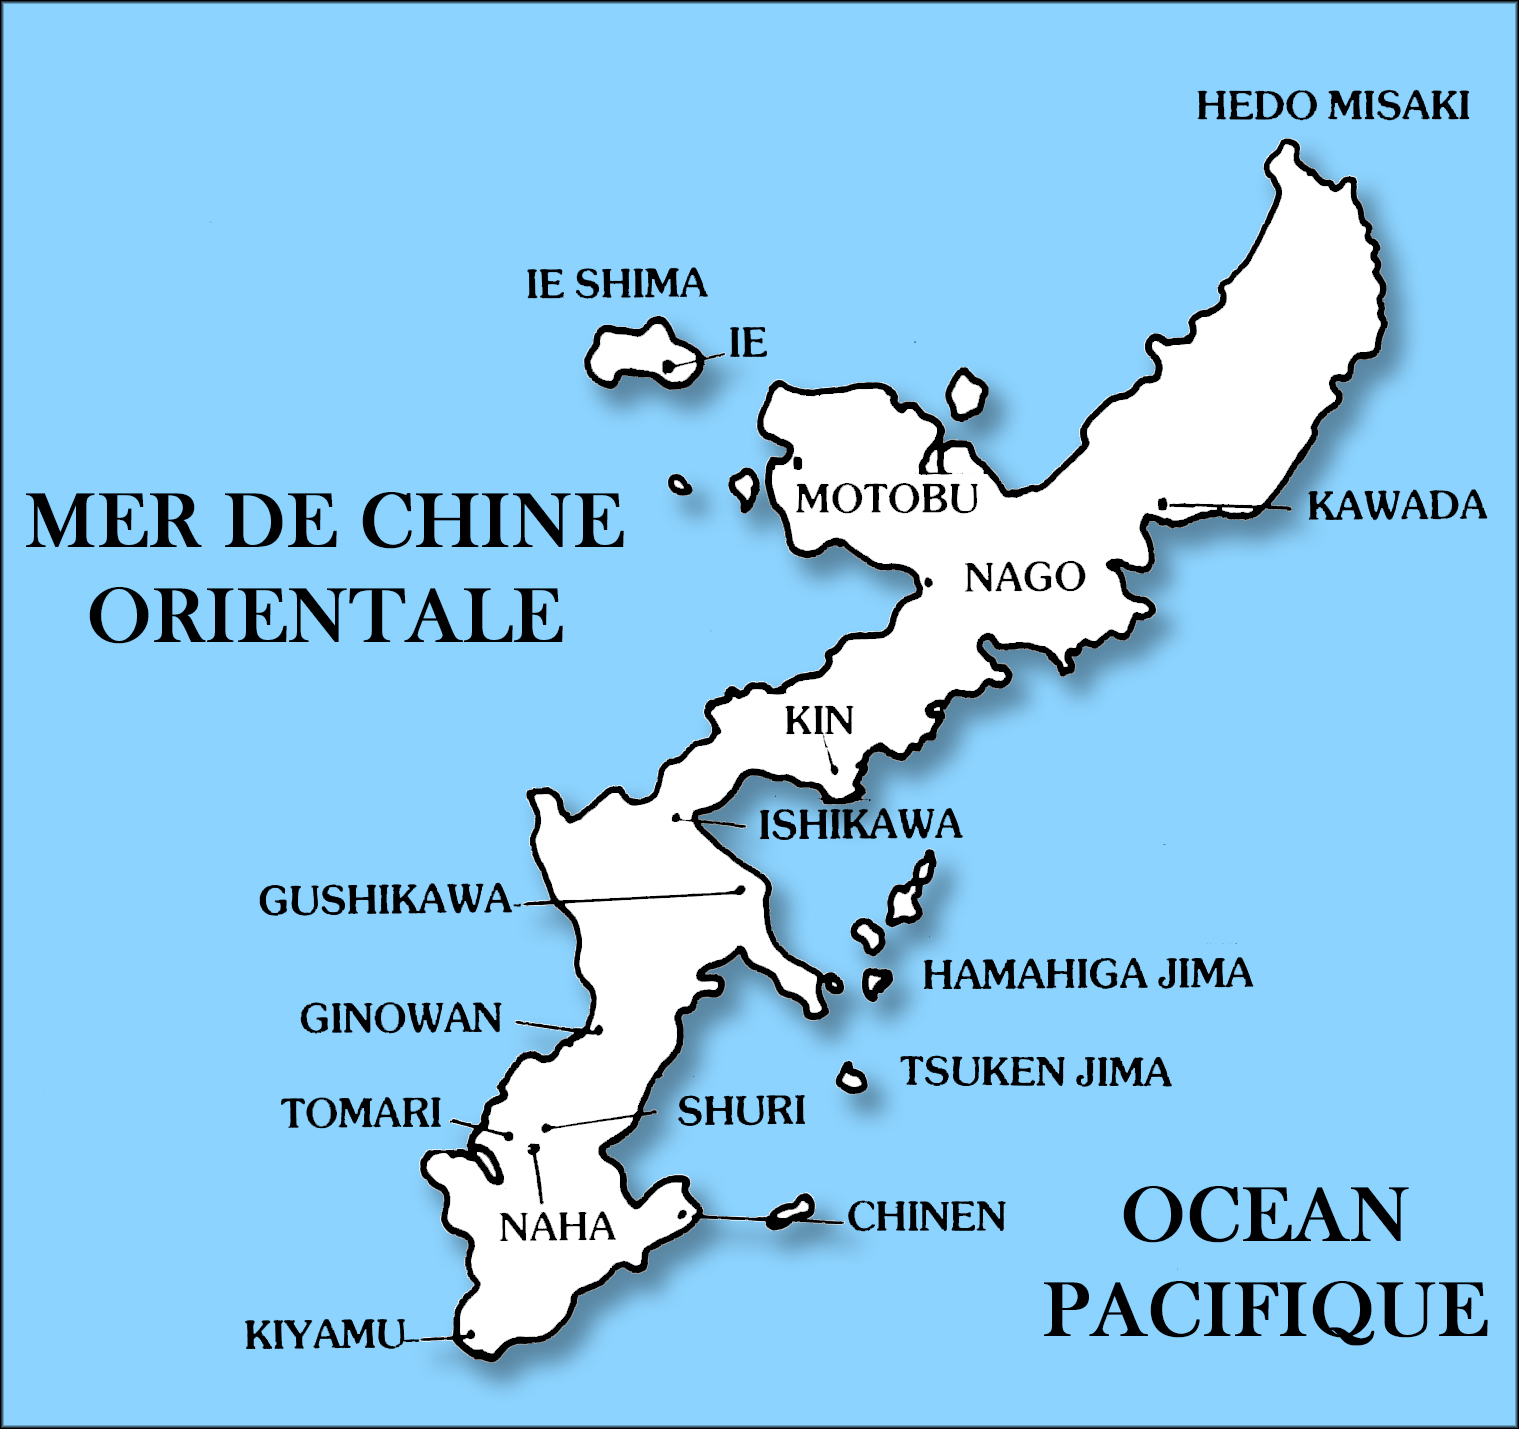 HEDO MISAKI
IE SHIMA
IE
MER DE CHINE
ORIENTALE
MOTOBU
KAWADA
NAGO
KIN
ISHIKAWA
GUSHIKAWA
HAMAHIGA JIMA
GINOWAN
TSUKEN JIMA
TOMARI
SHURI
NAHA
CHINEN
OCEAN
PACIFIQUE
KIYAMU